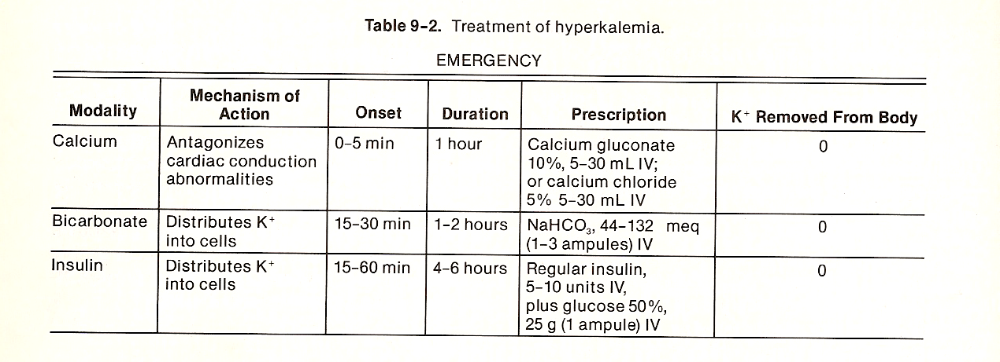 Table 9-2. Treatment of hyperkalemia.
EMERGENCY
Modality
Mechanism of
Action
Onset
Duration
Prescription
K⁺ Removed From Body
Calcium
Antagonizes
cardiac conduction
abnormalities
0–5 min
1 hour
Calcium gluconate
10%, 5–30 mL IV;
or calcium chloride
5% 5–30 mL IV
0
Bicarbonate
Distributes K⁺
into cells
15–30 min
1–2 hours
NaHCO₃, 44–132 meq
(1–3 ampules) IV
0
Insulin
Distributes K⁺
into cells
15–60 min
4–6 hours
Regular insulin,
5–10 units IV,
plus glucose 50%,
25 g (1 ampule) IV
0